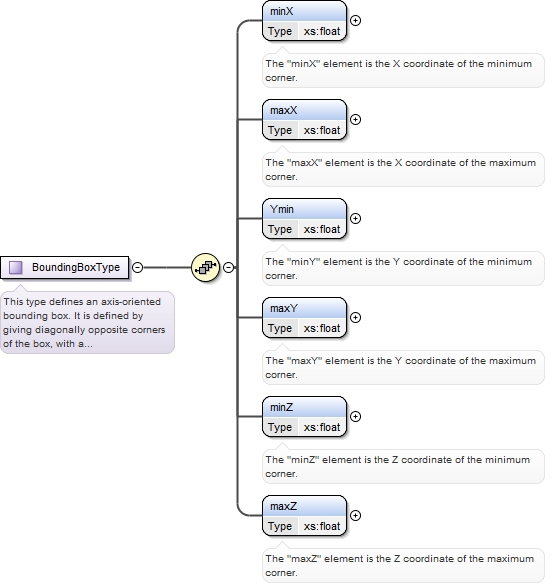 minX
Type xs:float
The "minX" element is the X coordinate of the minimum
corner.
maxX
Type xs:float
The "maxX" element is the X coordinate of the maximum
corner.
Ymin
Type xs:float
The "minY" element is the Y coordinate of the minimum
corner.
BoundingBoxType
This type defines an axis-oriented
bounding box. It is defined by
giving diagonally opposite corners
of the box, with a...
maxY
Type xs:float
The "maxY" element is the Y coordinate of the maximum
corner.
minZ
Type xs:float
The "minZ" element is the Z coordinate of the minimum
corner.
maxZ
Type xs:float
The "maxZ" element is the Z coordinate of the maximum
corner.